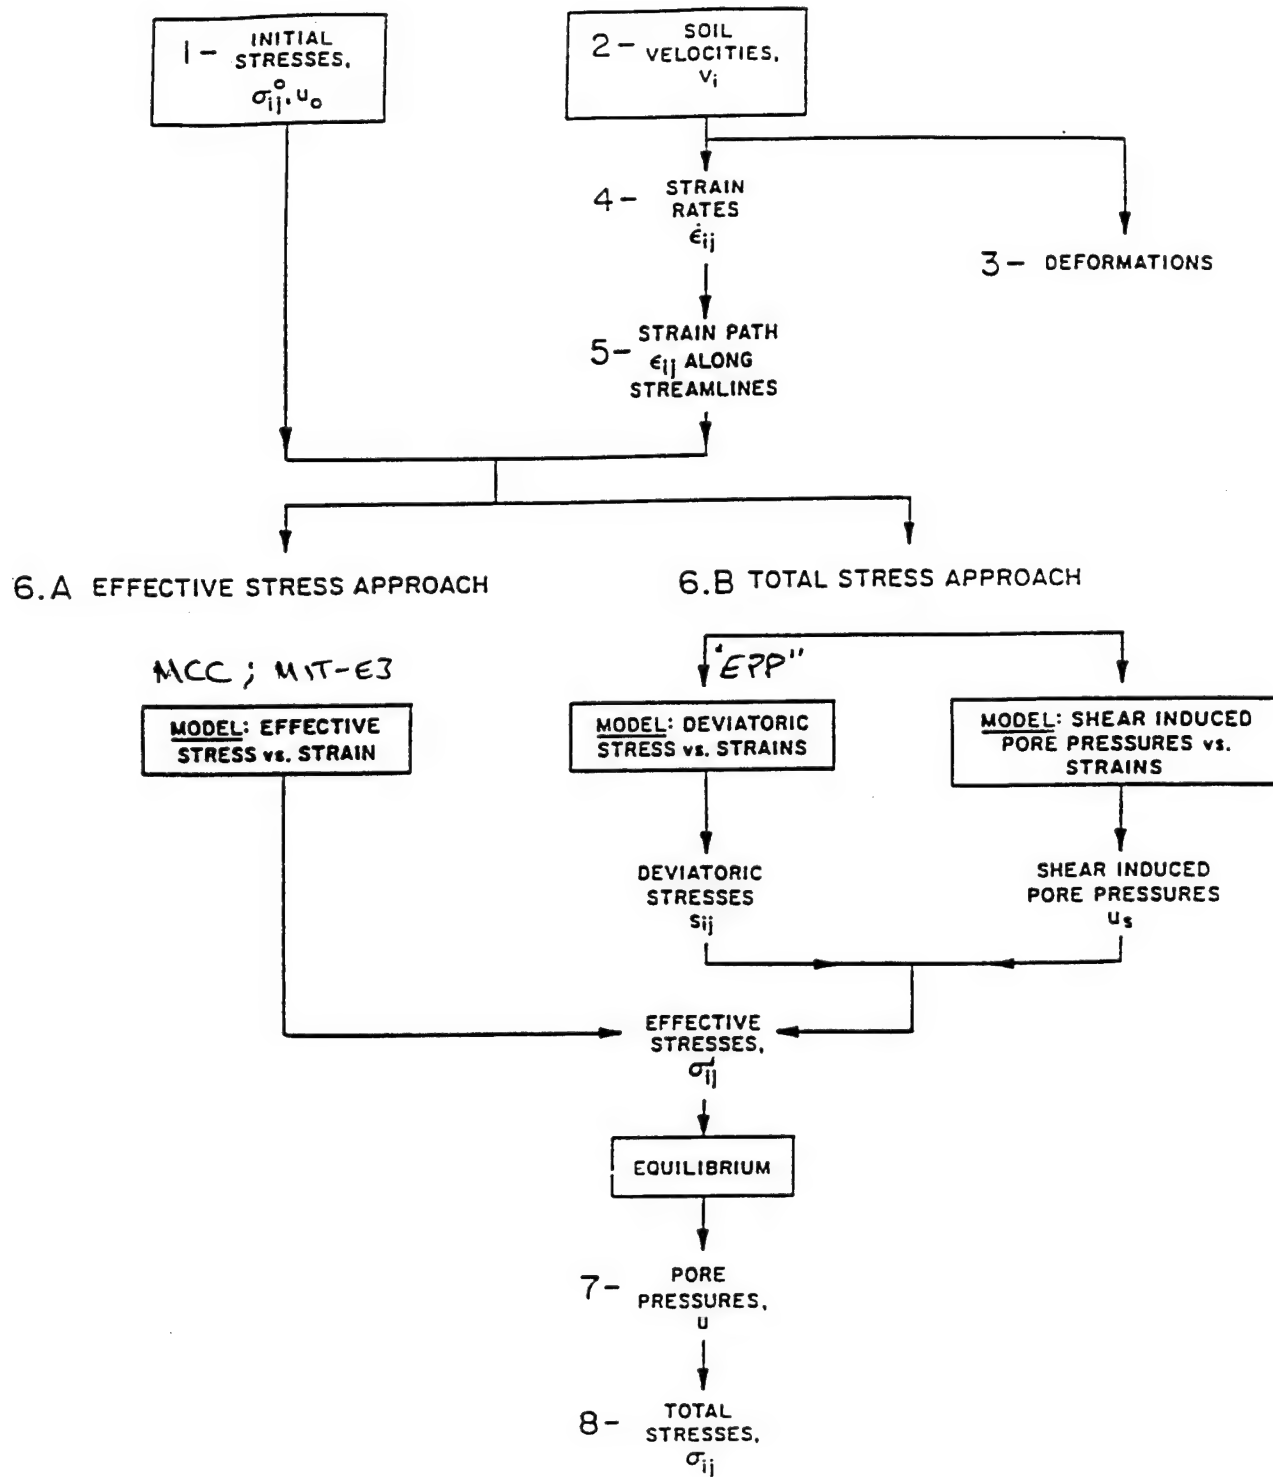 1- INITIAL
STRESSES,
σ°ij, uo
2- SOIL
VELOCITIES,
vi
4- STRAIN
RATES
ε̇ij
3- DEFORMATIONS
5- STRAIN PATH
εij ALONG
STREAMLINES
6.A EFFECTIVE STRESS APPROACH
6.B TOTAL STRESS APPROACH
MCC; MIT-E3
"EPP"
MODEL: EFFECTIVE
STRESS vs. STRAIN
MODEL: DEVIATORIC
STRESS vs. STRAINS
MODEL: SHEAR INDUCED
PORE PRESSURES vs.
STRAINS
DEVIATORIC
STRESSES
sij
SHEAR INDUCED
PORE PRESSURES
us
EFFECTIVE
STRESSES,
σ'ij
EQUILIBRIUM
7- PORE
PRESSURES,
u
8- TOTAL
STRESSES,
σij